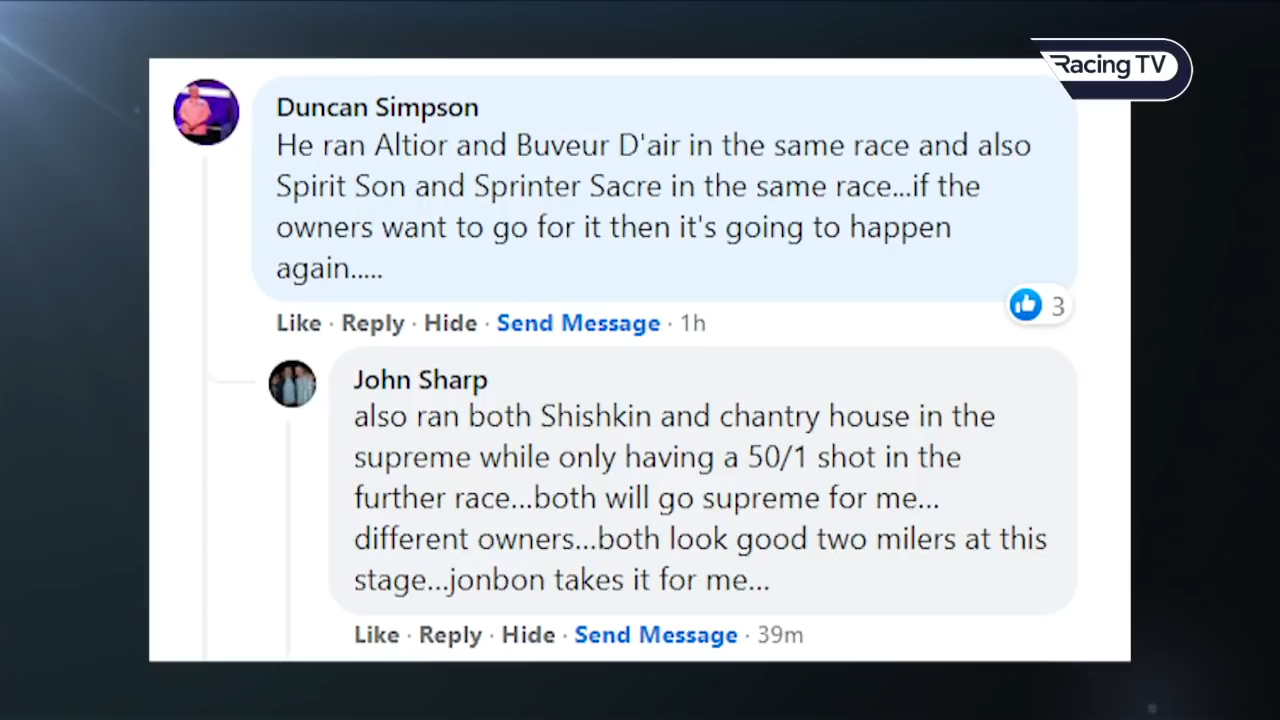 Racing TV
Duncan Simpson
He ran Altior and Buveur D'air in the same race and also
Spirit Son and Sprinter Sacre in the same race...if the
owners want to go for it then it's going to happen
again.....
3
Like · Reply · Hide · Send Message · 1h
John Sharp
also ran both Shishkin and chantry house in the
supreme while only having a 50/1 shot in the
further race...both will go supreme for me...
different owners...both look good two milers at this
stage...jonbon takes it for me...
Like · Reply · Hide · Send Message · 39m